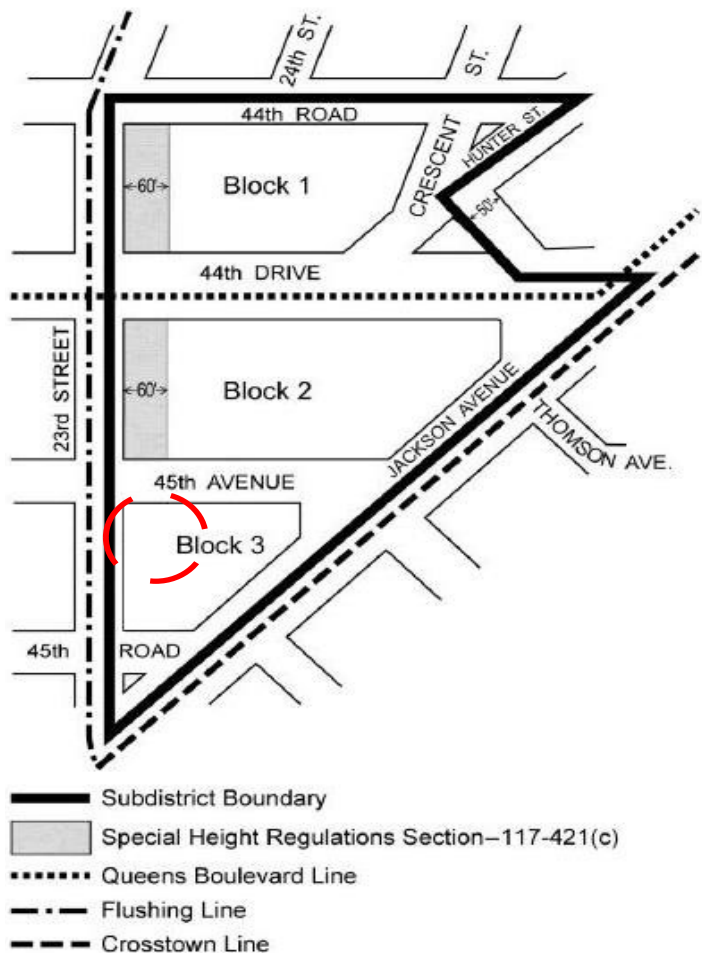 24th ST.
ST.
44th ROAD
HUNTER ST.
CRESCENT
60'
Block 1
50'
44th DRIVE
23rd STREET
60'
Block 2
JACKSON AVENUE
THOMSON AVE.
45th AVENUE
Block 3
45th ROAD
Subdistrict Boundary
Special Height Regulations Section–117-421(c)
Queens Boulevard Line
Flushing Line
Crosstown Line